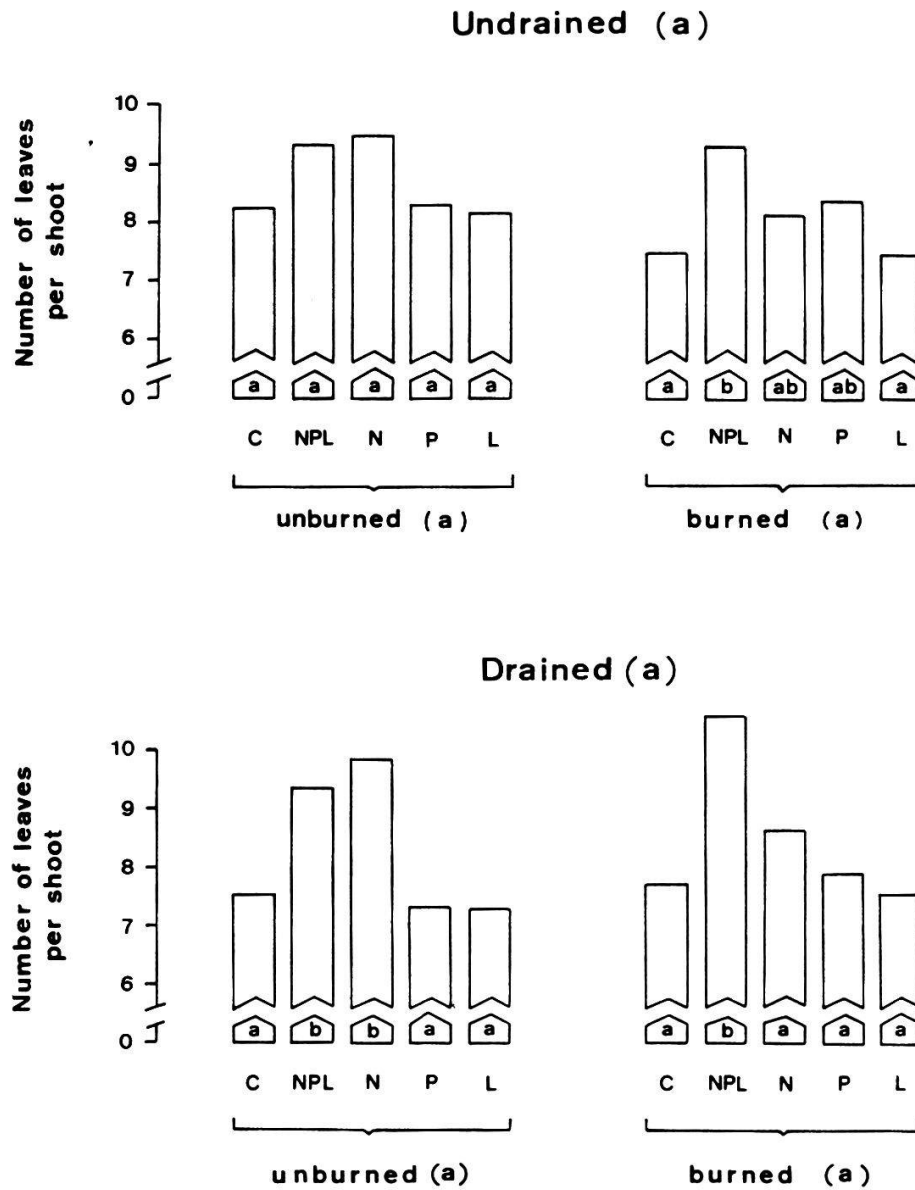 Undrained (a)
Number of leaves
per shoot
10
9
8
7
6
0
a a a a a
a b ab ab a
C NPL N P L
C NPL N P L
unburned (a)
burned (a)
Drained (a)
Number of leaves
per shoot
10
9
8
7
6
0
a b b a a
a b a a a
C NPL N P L
C NPL N P L
unburned (a)
burned (a)